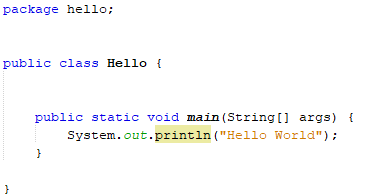 package hello;
public class Hello {
public static void main(String[] args) {
System.out.println("Hello World");
}
}